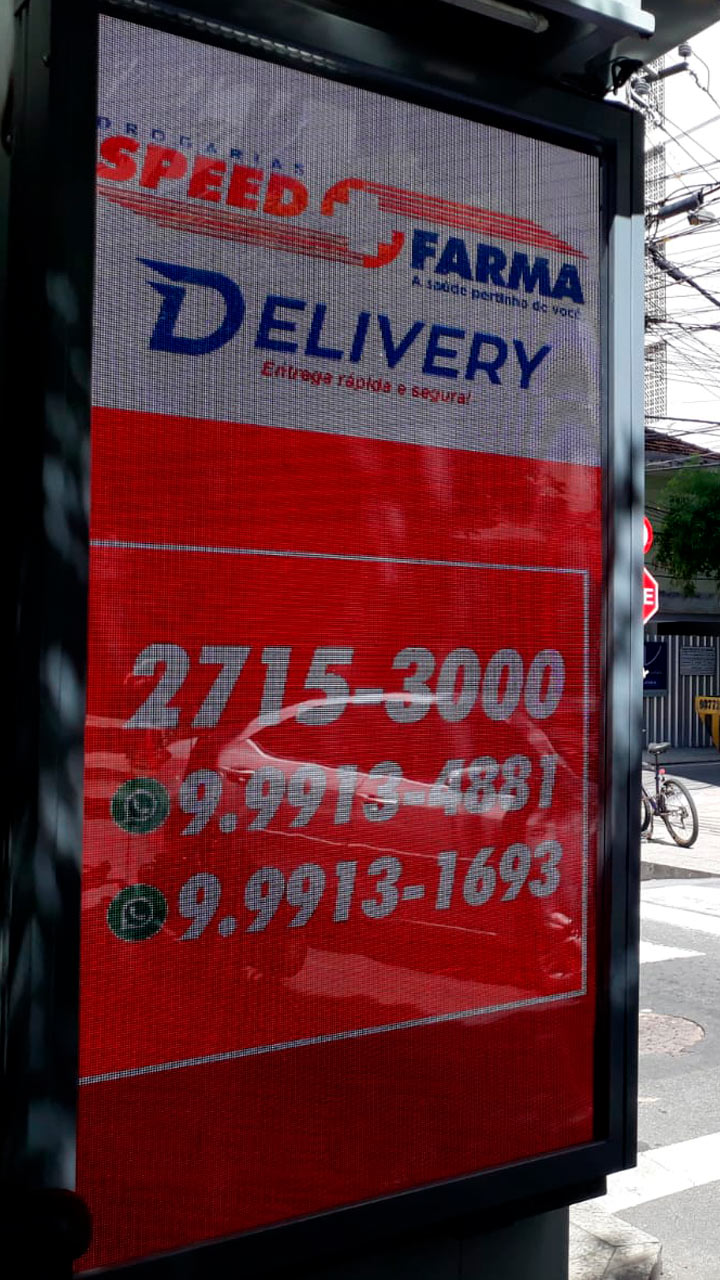 DROGARIAS
SPEED
FARMA
A saúde pertinho de você
DELIVERY
Entrega rápida e segura!
2715-3000
9.9913-4881
9.9913-1693
E